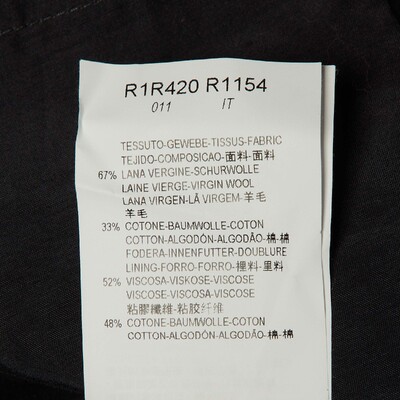 R1R420 R1154
011 IT
TESSUTO-GEWEBE-TISSUS-FABRIC
TEJIDO-COMPOSICAO-面料-面料
67% LANA VERGINE-SCHURWOLLE
LAINE VIERGE-VIRGIN WOOL
LANA VIRGEN-LÃ VIRGEM-羊毛
羊毛
33% COTONE-BAUMWOLLE-COTON
COTTON-ALGODÓN-ALGODÃO-棉-棉
FODERA-INNENFUTTER-DOUBLURE
LINING-FORRO-FORRO-裡料-里料
52% VISCOSA-VISKOSE-VISCOSE
VISCOSE-VISCOSA-VISCOSE
粘膠纖維-粘胶纤维
48% COTONE-BAUMWOLLE-COTON
COTTON-ALGODÓN-ALGODÃO-棉-棉